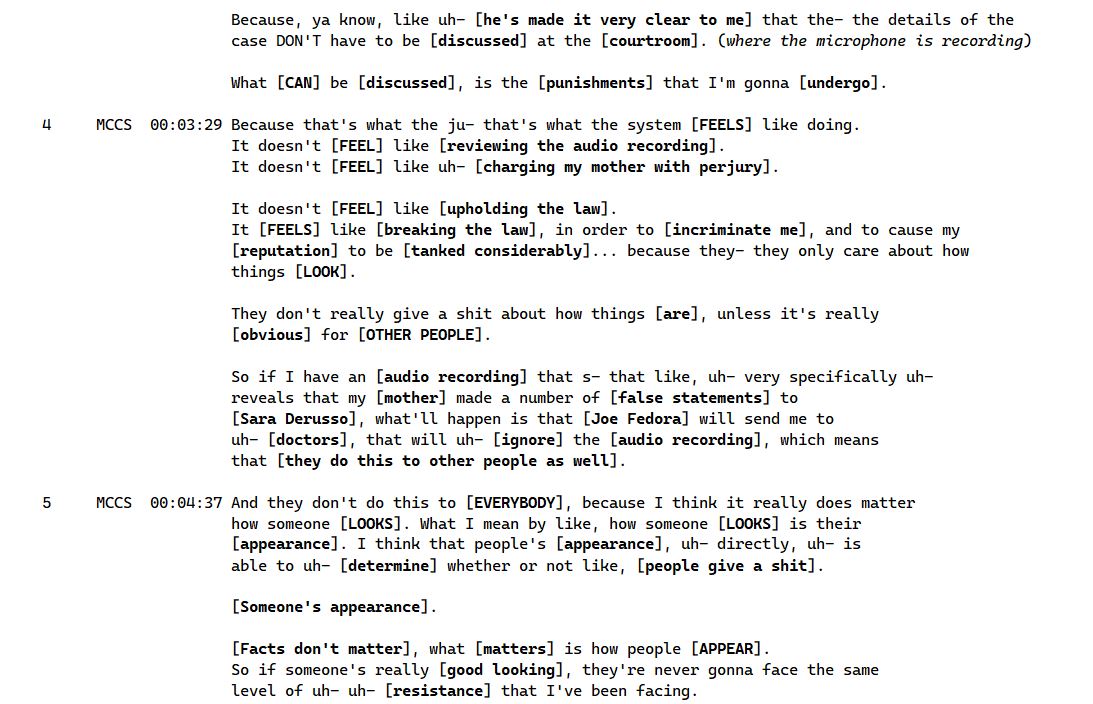 Because, ya know, like uh- [he's made it very clear to me] that the- the details of the
case DON'T have to be [discussed] at the [courtroom]. (where the microphone is recording)
What [CAN] be [discussed], is the [punishments] that I'm gonna [undergo].
4 MCCS 00:03:29 Because that's what the ju- that's what the system [FEELS] like doing.
It doesn't [FEEL] like [reviewing the audio recording].
It doesn't [FEEL] like uh- [charging my mother with perjury].
It doesn't [FEEL] like [upholding the law].
It [FEELS] like [breaking the law], in order to [incriminate me], and to cause my
[reputation] to be [tanked considerably]... because they- they only care about how
things [LOOK].
They don't really give a shit about how things [are], unless it's really
[obvious] for [OTHER PEOPLE].
So if I have an [audio recording] that s- that like, uh- very specifically uh-
reveals that my [mother] made a number of [false statements] to
[Sara Derusso], what'll happen is that [Joe Fedora] will send me to
uh- [doctors], that will uh- [ignore] the [audio recording], which means
that [they do this to other people as well].
5 MCCS 00:04:37 And they don't do this to [EVERYBODY], because I think it really does matter
how someone [LOOKS]. What I mean by like, how someone [LOOKS] is their
[appearance]. I think that people's [appearance], uh- directly, uh- is
able to uh- [determine] whether or not like, [people give a shit].
[Someone's appearance].
[Facts don't matter], what [matters] is how people [APPEAR].
So if someone's really [good looking], they're never gonna face the same
level of uh- uh- [resistance] that I've been facing.